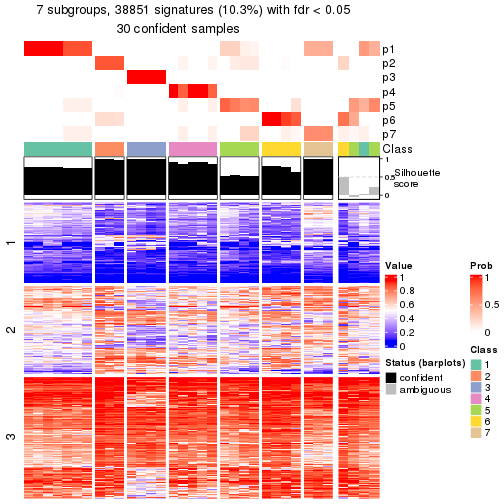 7 subgroups, 38851 signatures (10.3%) with fdr < 0.05
30 confident samples
p1
p2
p3
p4
p5
p6
p7
Class
1
0.5
0
Silhouette
score
1
2
3
Value
1
0.8
0.6
0.4
0.2
0
Prob
1
0.5
0
Status (barplots)
confident
ambiguous
Class
1
2
3
4
5
6
7